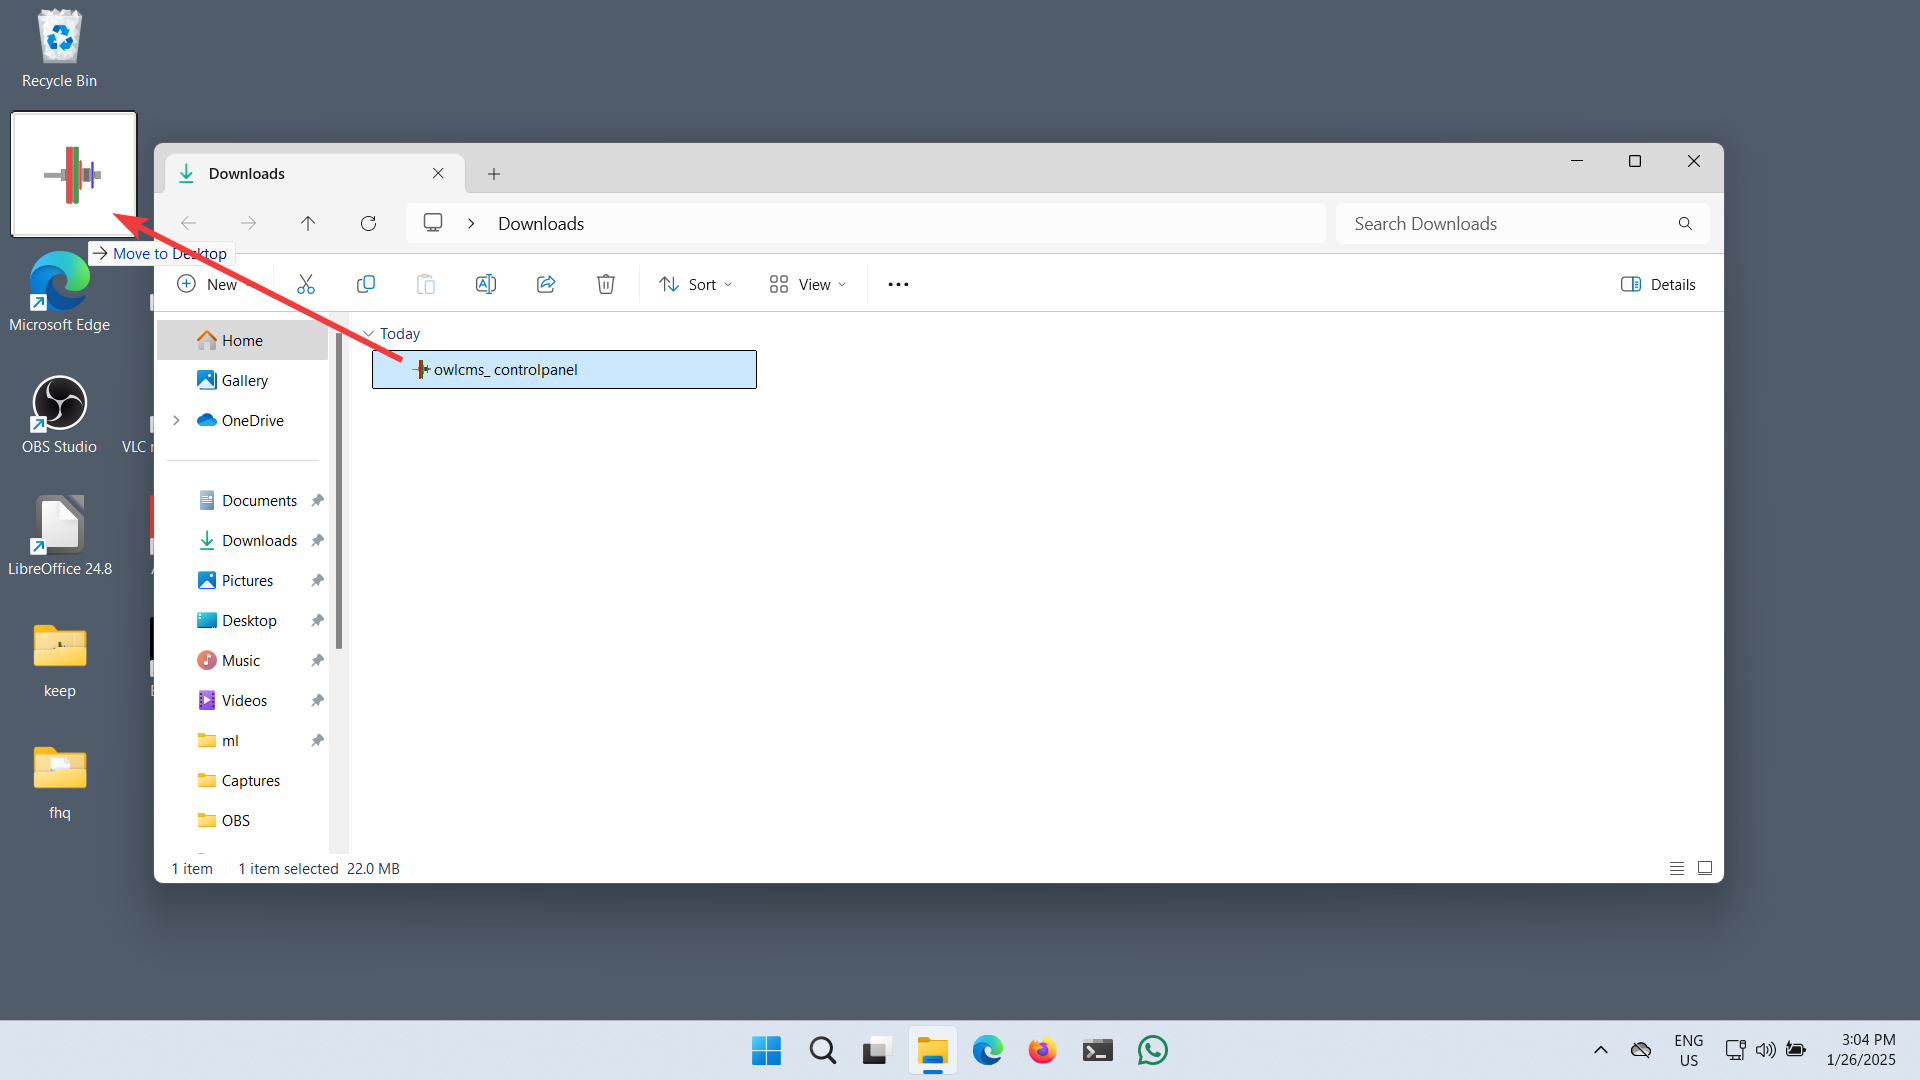 Recycle Bin
Downloads
Move to Desktop
Downloads
Search Downloads
New
Sort
View
Details
Microsoft Edge
Home
Today
owlcms_ controlpanel
Gallery
OneDrive
OBS Studio
VLC
Documents
Downloads
LibreOffice 24.8
Pictures
Desktop
Music
Videos
keep
ml
Captures
OBS
fhq
1 item
1 item selected 22.0 MB
ENG
US
3:04 PM
1/26/2025